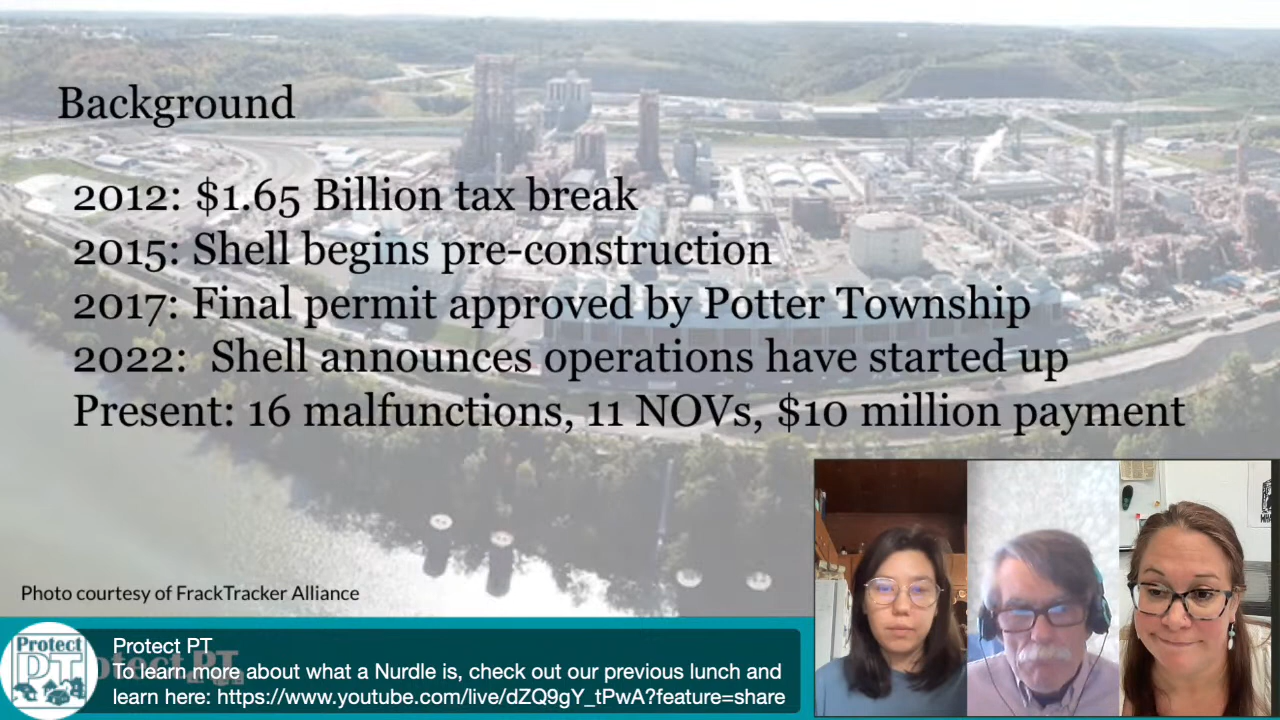 Background
2012: $1.65 Billion tax break
2015: Shell begins pre-construction
2017: Final permit approved by Potter Township
2022: Shell announces operations have started up
Present: 16 malfunctions, 11 NOVs, $10 million payment
Photo courtesy of FrackTracker Alliance
Protect
PT
Protect PT
To learn more about what a Nurdle is, check out our previous lunch and
learn here: https://www.youtube.com/live/dZQ9gY_tPwA?feature=share